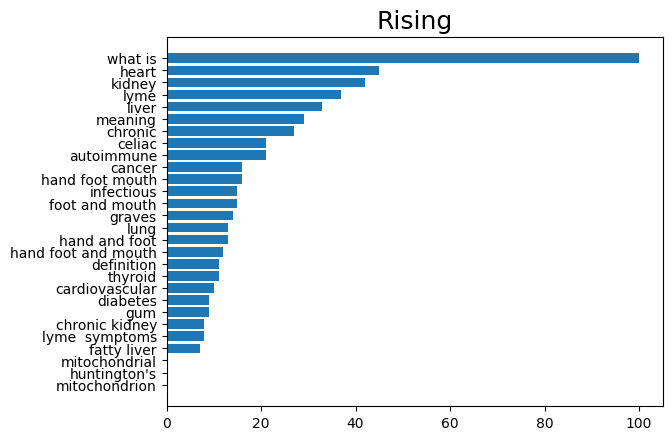 Rising
what is
heart
kidney
lyme
liver
meaning
chronic
celiac
autoimmune
cancer
hand foot mouth
infectious
foot and mouth
graves
lung
hand and foot
hand foot and mouth
definition
thyroid
cardiovascular
diabetes
gum
chronic kidney
lyme  symptoms
fatty liver
mitochondrial
huntington's
mitochondrion
0 20 40 60 80 100